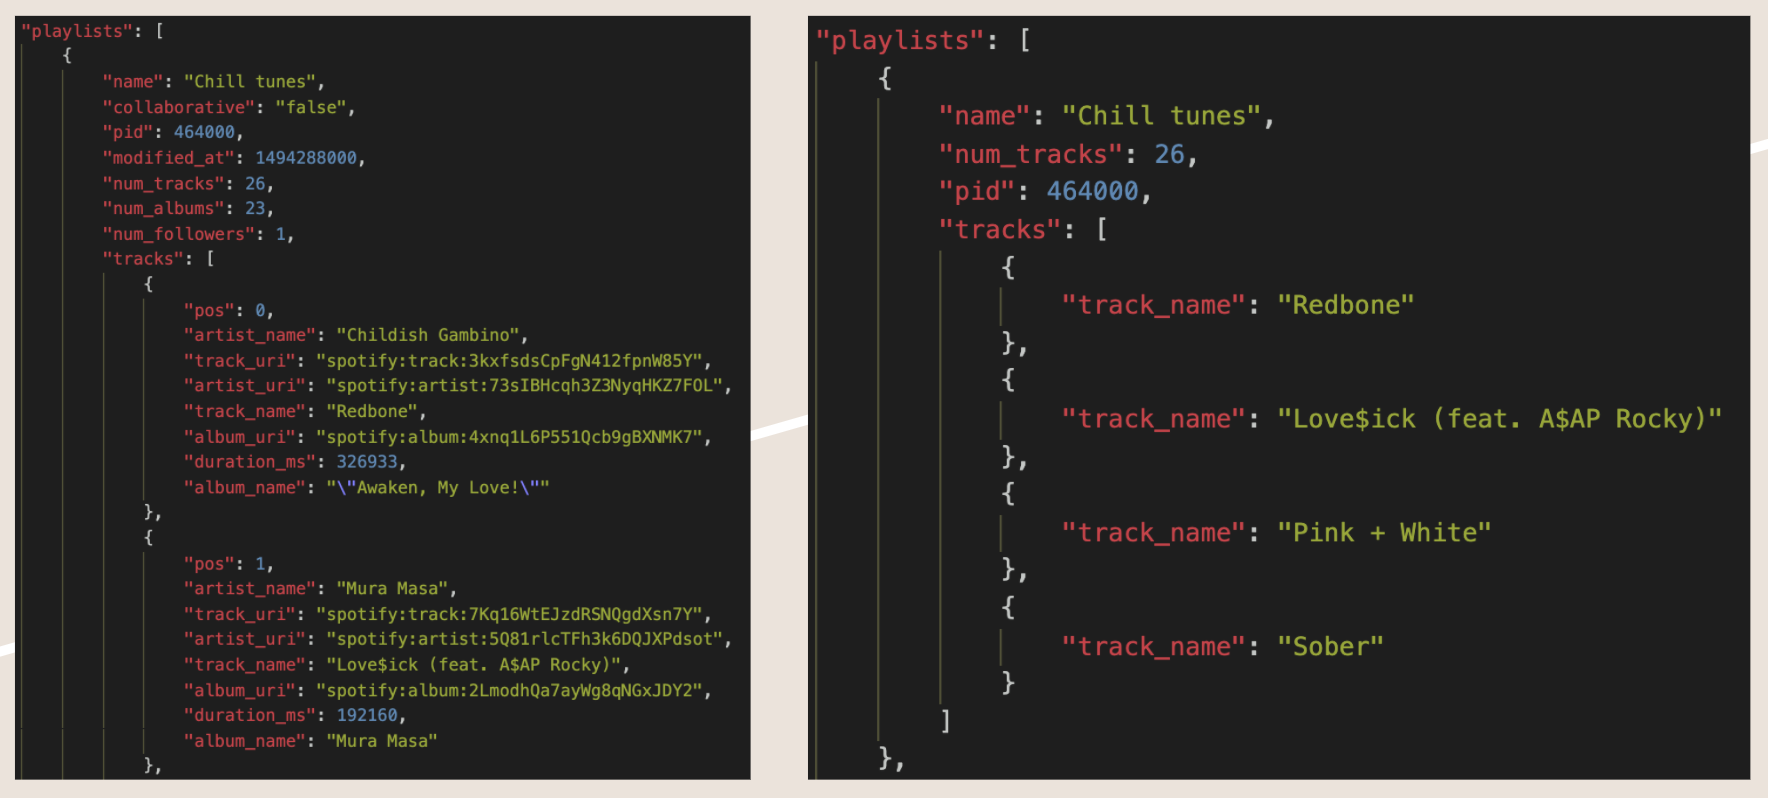 "playlists": [
{
"name": "Chill tunes",
"collaborative": "false",
"pid": 464000,
"modified_at": 1494288000,
"num_tracks": 26,
"num_albums": 23,
"num_followers": 1,
"tracks": [
{
"pos": 0,
"artist_name": "Childish Gambino",
"track_uri": "spotify:track:3kxfsdsCpFgN412fpnW85Y",
"artist_uri": "spotify:artist:73sIBHcqh3Z3NyqHKZ7FOL",
"track_name": "Redbone",
"album_uri": "spotify:album:4xnq1L6P551Qcb9gBXNMK7",
"duration_ms": 326933,
"album_name": "\"Awaken, My Love!\""
},
{
"pos": 1,
"artist_name": "Mura Masa",
"track_uri": "spotify:track:7Kq16WtEJzdRSNQgdXsn7Y",
"artist_uri": "spotify:artist:5Q81rlcTFh3k6DQJXPdsot",
"track_name": "Love$ick (feat. A$AP Rocky)",
"album_uri": "spotify:album:2LmodhQa7ayWg8qNGxJDY2",
"duration_ms": 192160,
"album_name": "Mura Masa"
},
"playlists": [
{
"name": "Chill tunes",
"num_tracks": 26,
"pid": 464000,
"tracks": [
{
"track_name": "Redbone"
},
{
"track_name": "Love$ick (feat. A$AP Rocky)"
},
{
"track_name": "Pink + White"
},
{
"track_name": "Sober"
}
]
},